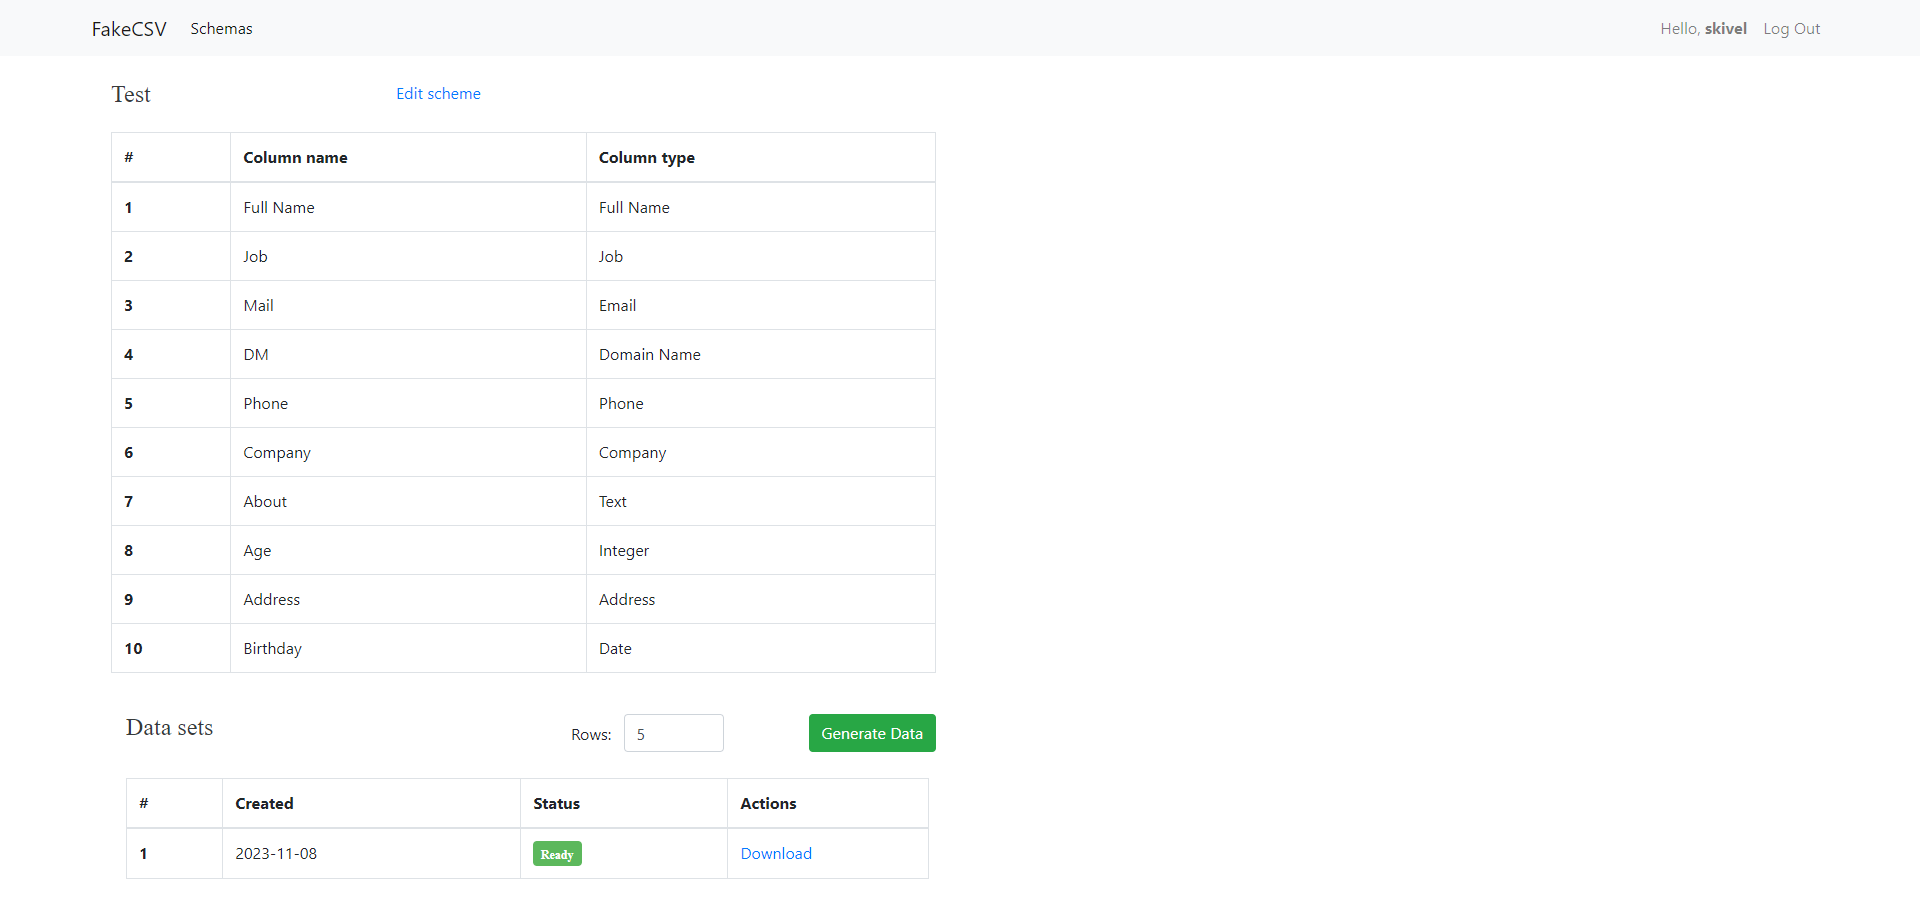 FakeCSV Schemas Hello, skivel Log Out
Test Edit scheme
# Column name Column type
1 Full Name Full Name
2 Job Job
3 Mail Email
4 DM Domain Name
5 Phone Phone
6 Company Company
7 About Text
8 Age Integer
9 Address Address
10 Birthday Date
Data sets Rows: 5 Generate Data
# Created Status Actions
1 2023-11-08 Ready Download